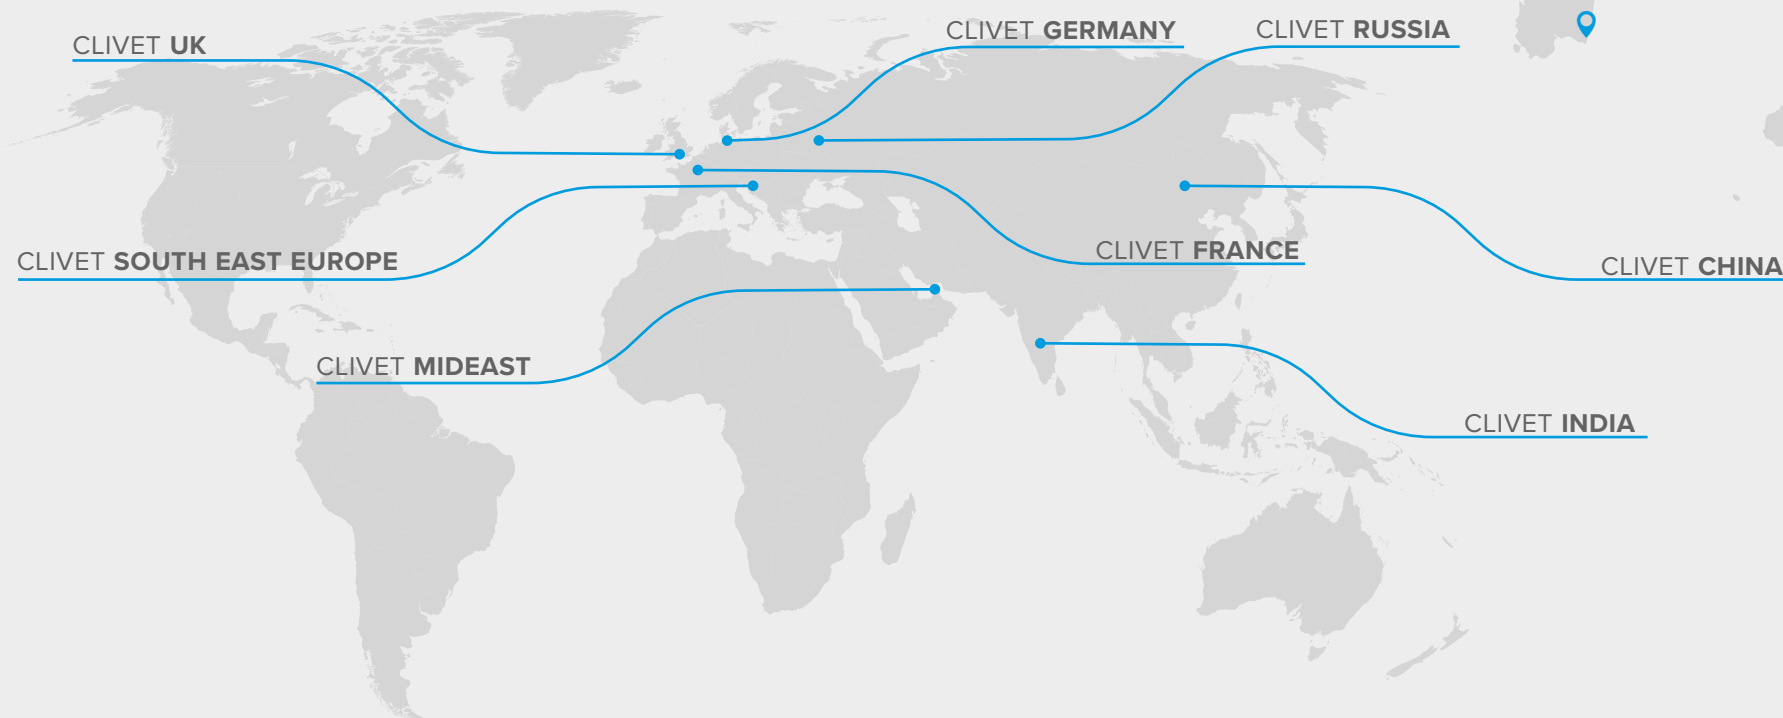 CLIVET UK
CLIVET GERMANY
CLIVET RUSSIA
CLIVET SOUTH EAST EUROPE
CLIVET FRANCE
CLIVET CHINA
CLIVET MIDEAST
CLIVET INDIA